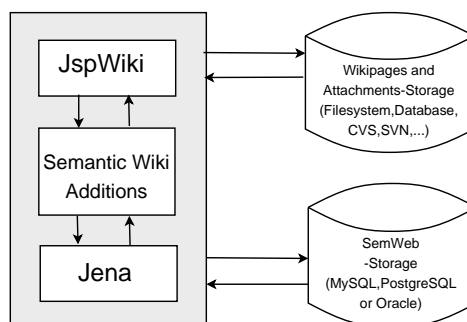 JspWiki
Semantic Wiki
Additions
Jena
Wikipages and
Attachments-Storage
(Filesystem,Database,
CVS,SVN,...)
SemWeb
-Storage
(MySQL,PostgreSQL
or Oracle)